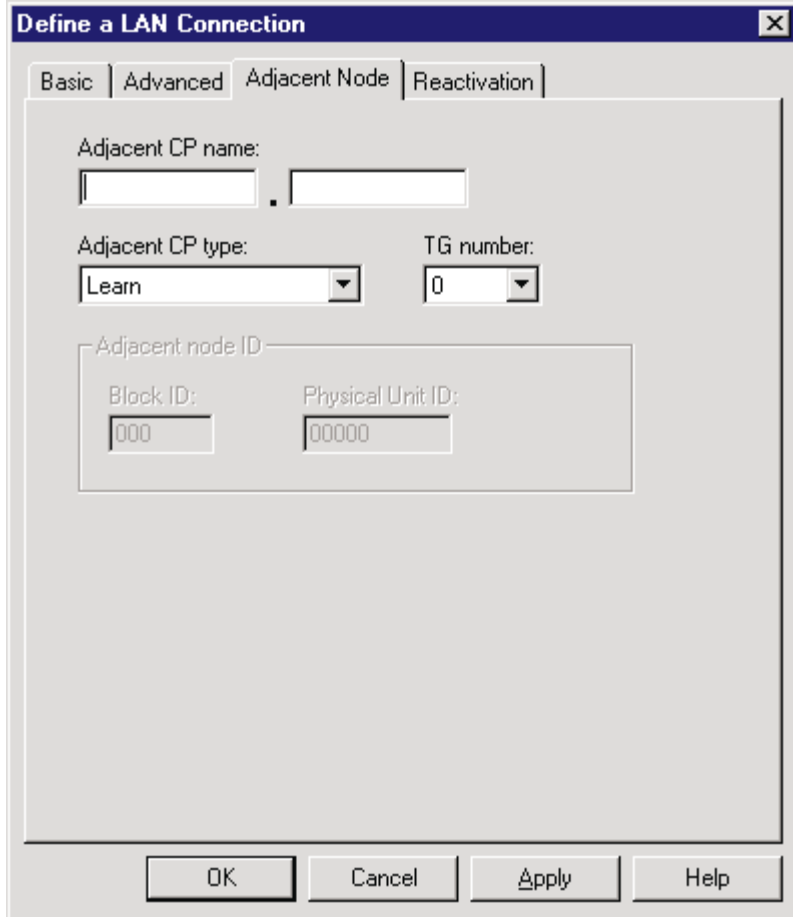 Define a LAN Connection
Basic Advanced Adjacent Node Reactivation
Adjacent CP name:
.
Adjacent CP type: TG number:
Learn 0
Adjacent node ID
Block ID: Physical Unit ID:
000 00000
OK Cancel Apply Help